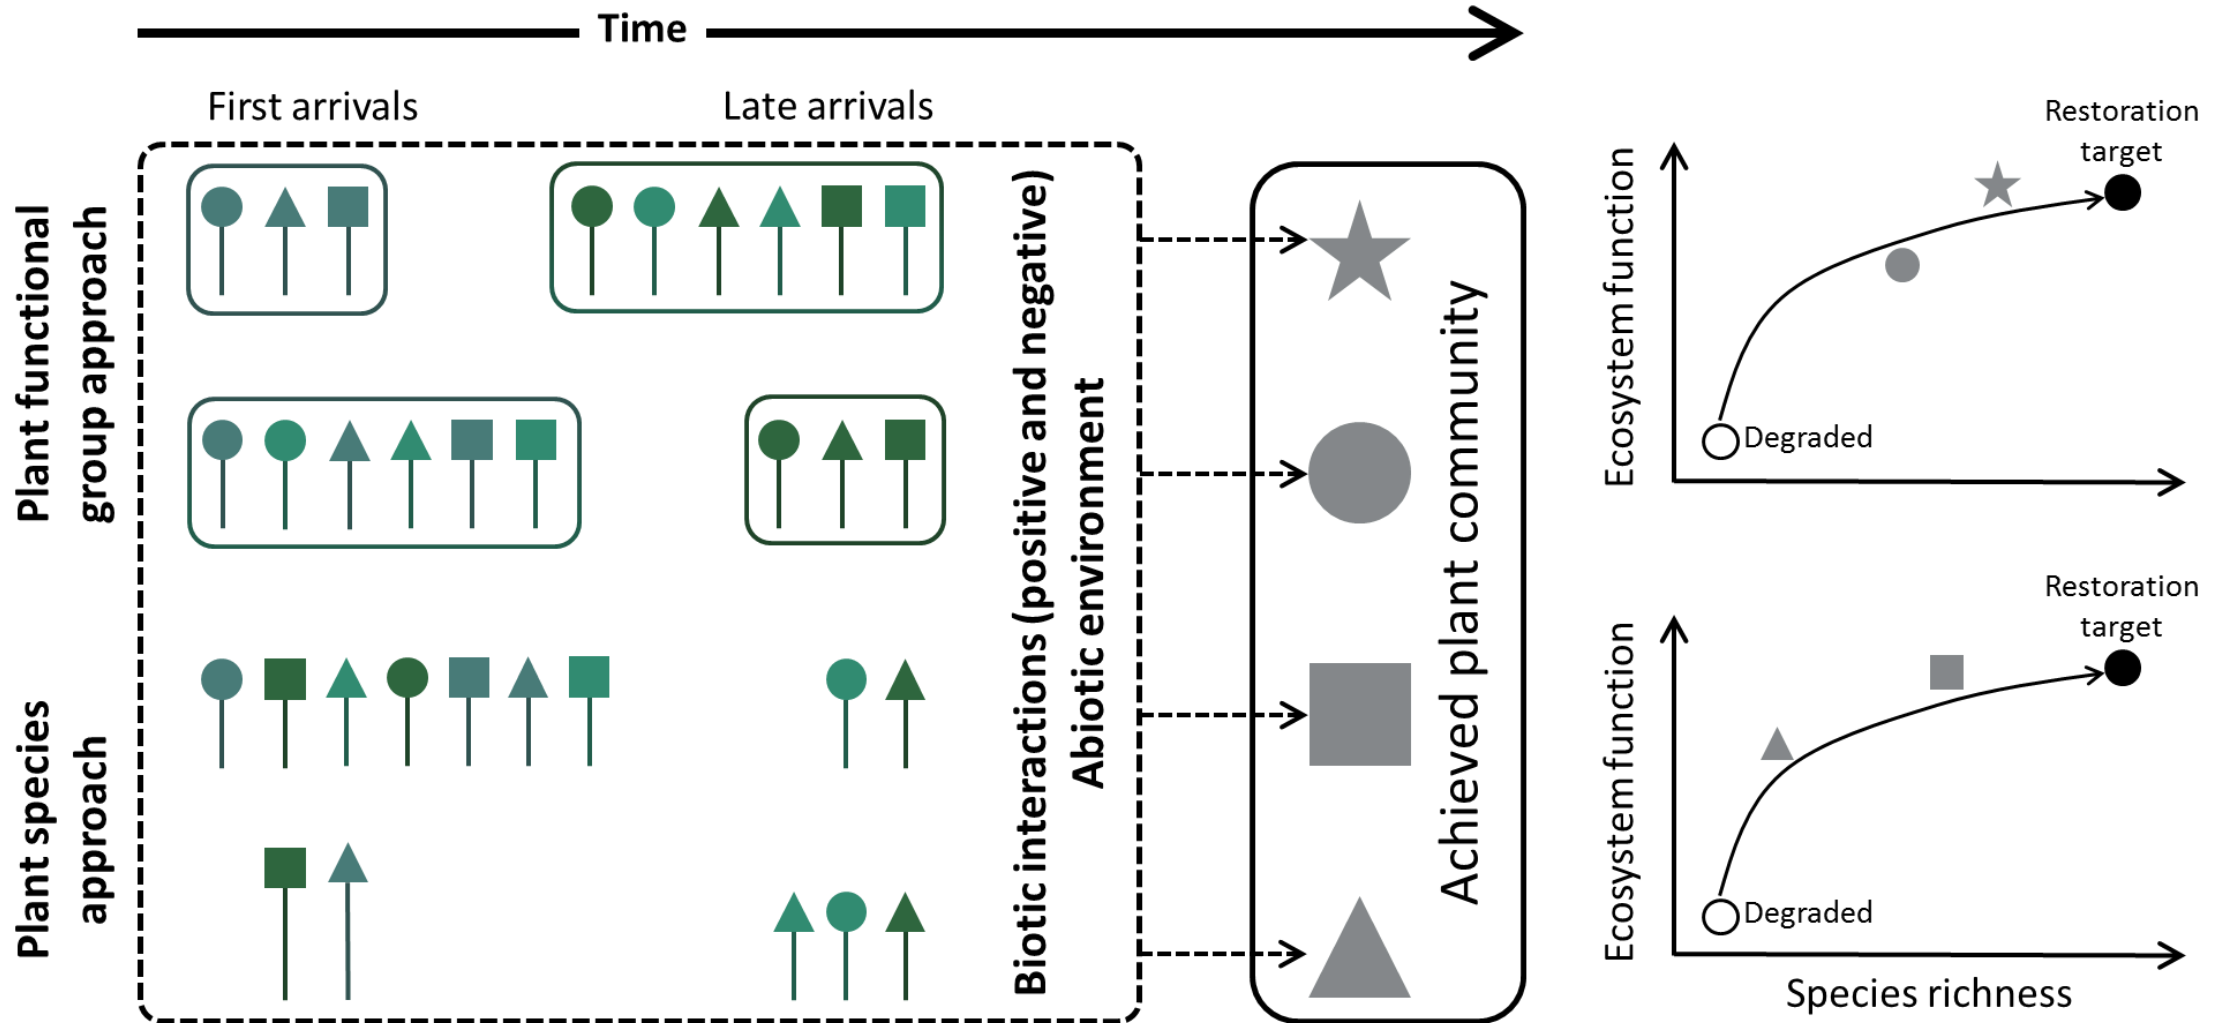 Time
First arrivals
Late arrivals
Plant functional
group approach
Plant species
approach
Biotic interactions (positive and negative)
Abiotic environment
Achieved plant community
Ecosystem function
Restoration
target
Degraded
Ecosystem function
Restoration
target
Degraded
Species richness